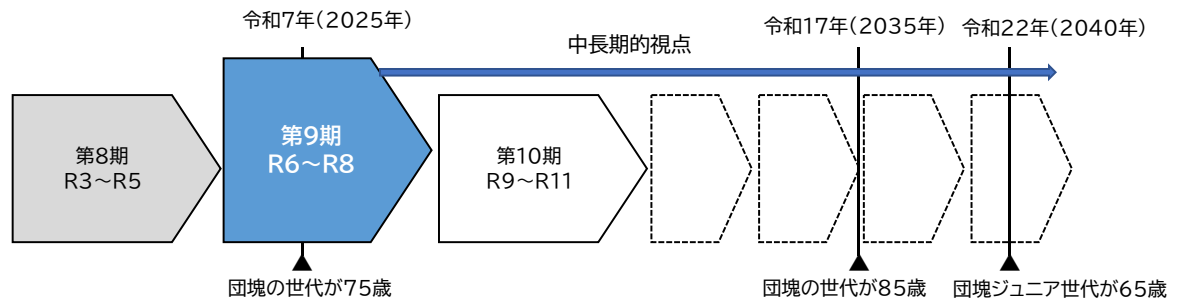 令和7年(2025年)
令和17年(2035年)
令和22年(2040年)
中長期的視点
第8期
R3～R5
第9期
R6～R8
第10期
R9～R11
団塊の世代が75歳
団塊の世代が85歳
団塊ジュニア世代が65歳